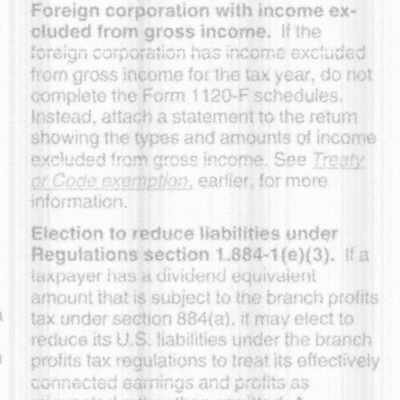 Foreign corporation with income ex-
cluded from gross income. If the
foreign corporation has income excluded
from gross income for the tax year, do not
complete the Form 1120-F schedules.
Instead, attach a statement to the return
showing the types and amounts of income
excluded from gross income. See Treaty
or Code exemption, earlier, for more
information.
Election to reduce liabilities under
Regulations section 1.884-1(e)(3). If a
taxpayer has a dividend equivalent
amount that is subject to the branch profits
tax under section 884(a), it may elect to
reduce its U.S. liabilities under the branch
profits tax regulations to treat its effectively
connected earnings and profits as